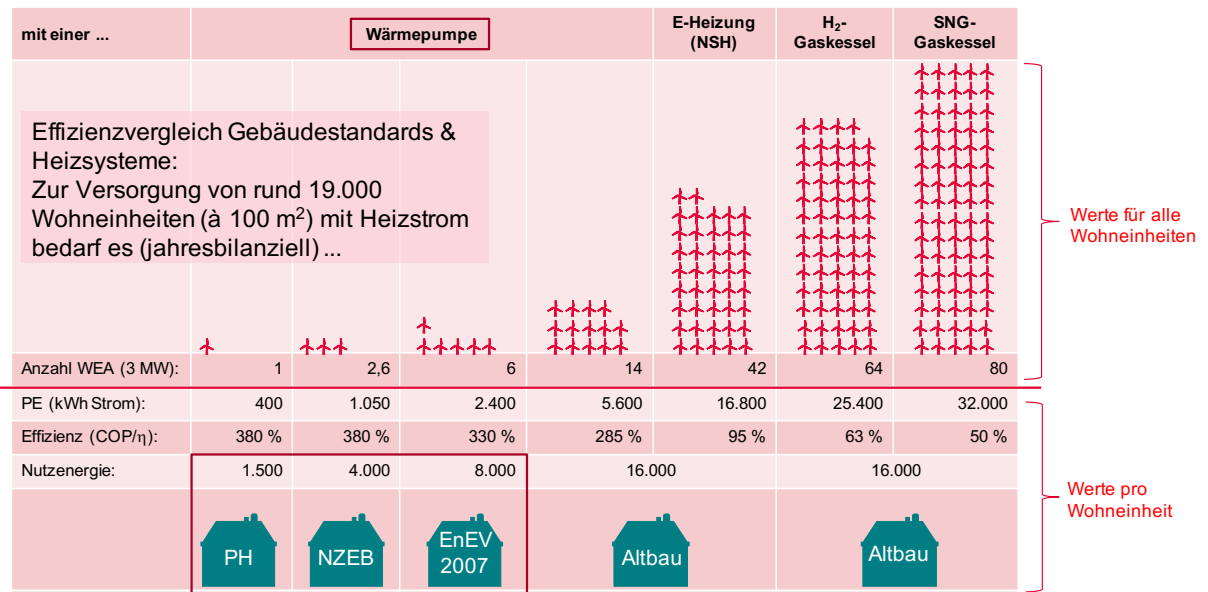 mit einer ...
Wärmepumpe
E-Heizung
(NSH)
H₂-
Gaskessel
SNG-
Gaskessel
Effizienzvergleich Gebäudestandards &
Heizsysteme:
Zur Versorgung von rund 19.000
Wohneinheiten (à 100 m²) mit Heizstrom
bedarf es (jahresbilanziell) ...
Werte für alle
Wohneinheiten
Anzahl WEA (3 MW): 1 2,6 6 14 42 64 80
PE (kWh Strom): 400 1.050 2.400 5.600 16.800 25.400 32.000
Effizienz (COP/η): 380 % 380 % 330 % 285 % 95 % 63 % 50 %
Nutzenergie: 1.500 4.000 8.000 16.000 16.000
Werte pro
Wohneinheit
PH
NZEB
EnEV
2007
Altbau
Altbau